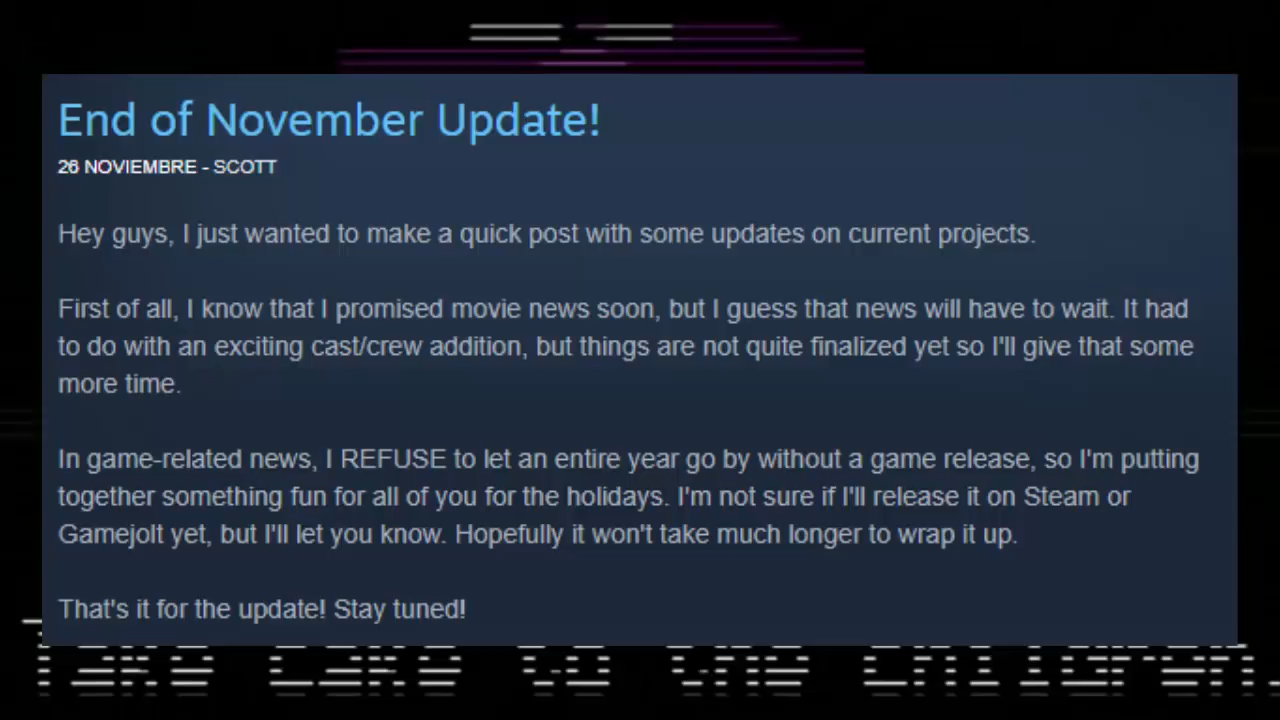 End of November Update!
26 NOVIEMBRE - SCOTT
Hey guys, I just wanted to make a quick post with some updates on current projects.
First of all, I know that I promised movie news soon, but I guess that news will have to wait. It had
to do with an exciting cast/crew addition, but things are not quite finalized yet so I'll give that some
more time.
In game-related news, I REFUSE to let an entire year go by without a game release, so I'm putting
together something fun for all of you for the holidays. I'm not sure if I'll release it on Steam or
Gamejolt yet, but I'll let you know. Hopefully it won't take much longer to wrap it up.
That's it for the update! Stay tuned!
Take cake to the children.